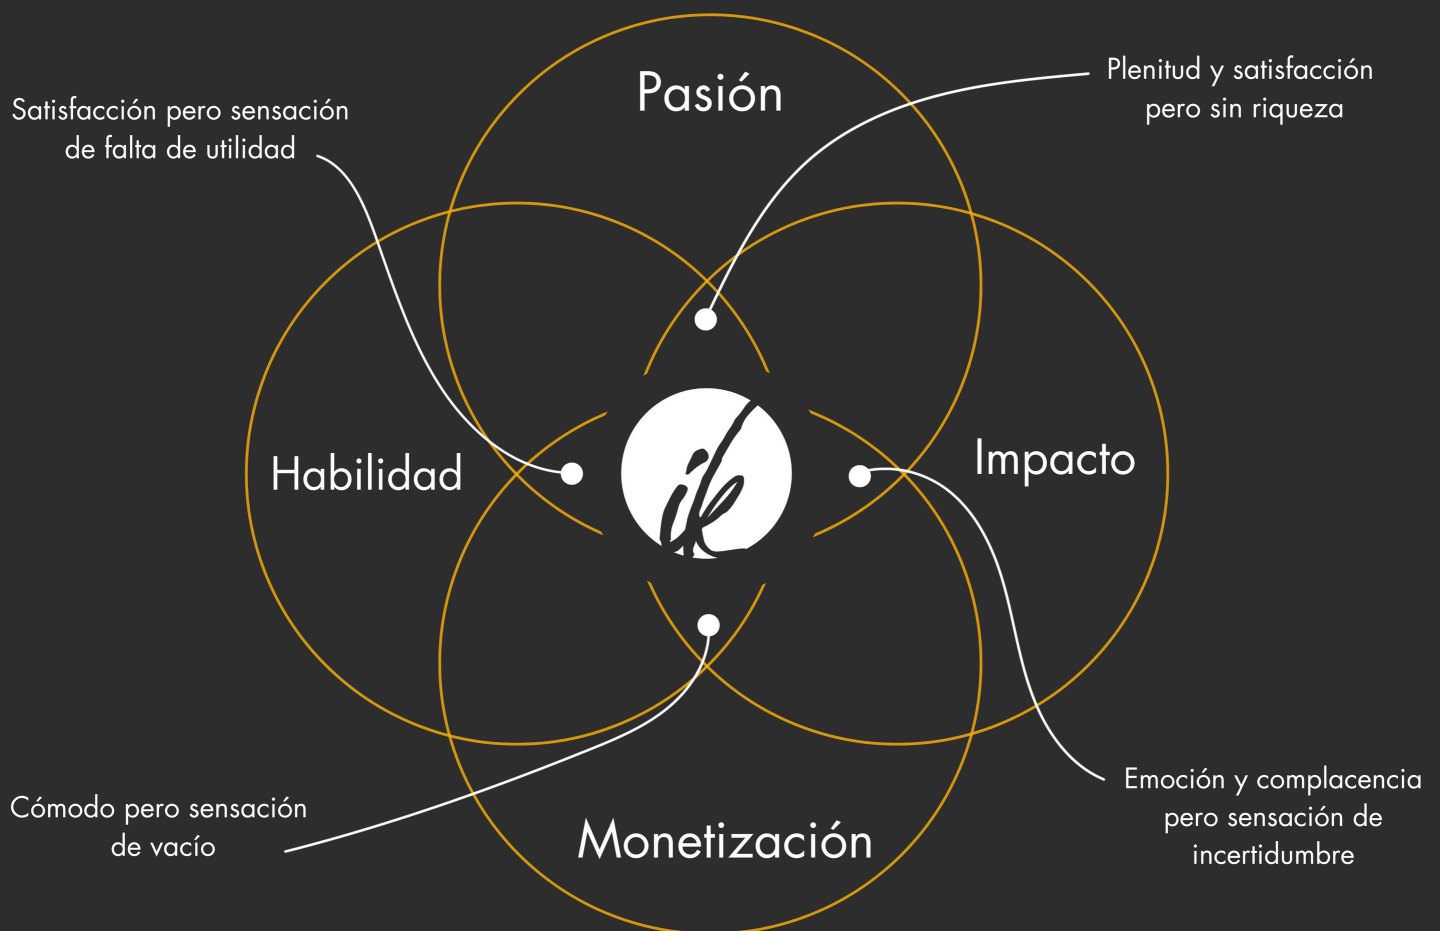 Pasión
Plenitud y satisfacción
pero sin riqueza
Satisfacción pero sensación
de falta de utilidad
Habilidad
ik
Impacto
Cómodo pero sensación
de vacío
Monetización
Emoción y complacencia
pero sensación de
incertidumbre